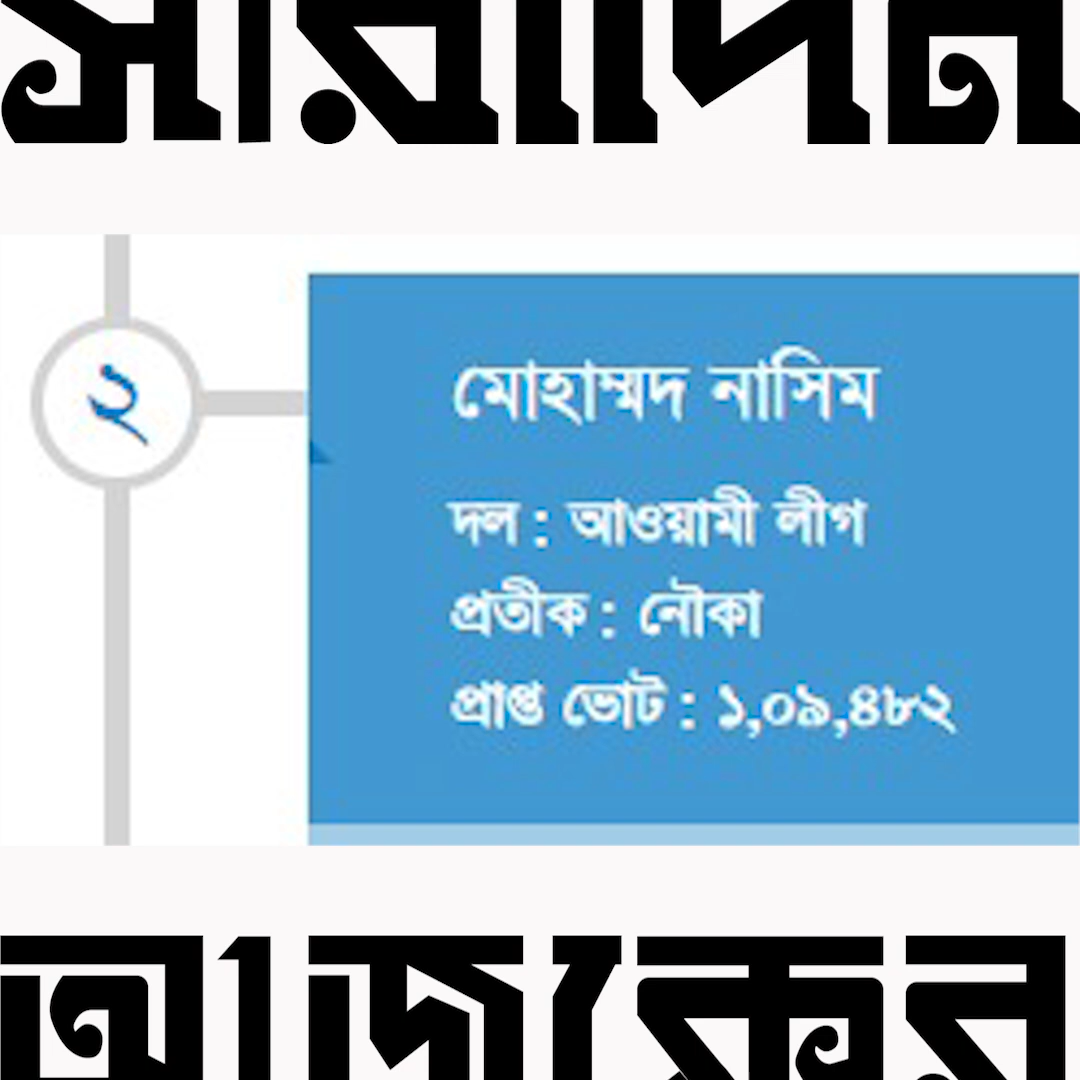 সারাদিন
২
মোহাম্মদ নাসিম
দল : আওয়ামী লীগ
প্রতীক : নৌকা
প্রাপ্ত ভোট : ১,০৯,৪৮২
আজকের